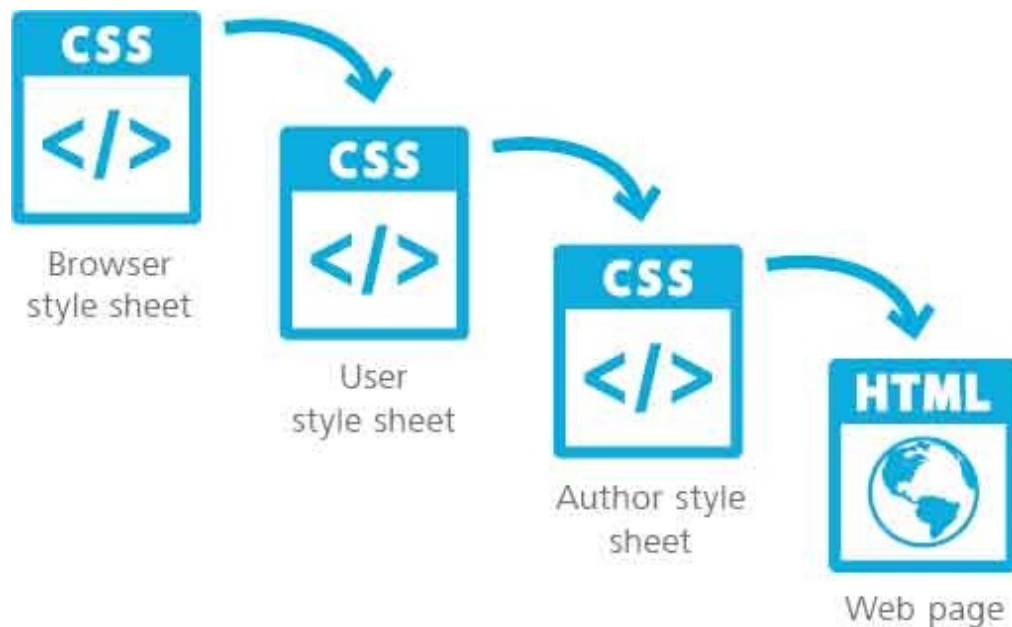 CSS
</>
Browser
style sheet
CSS
</>
User
style sheet
CSS
</>
Author style
sheet
HTML
Web page